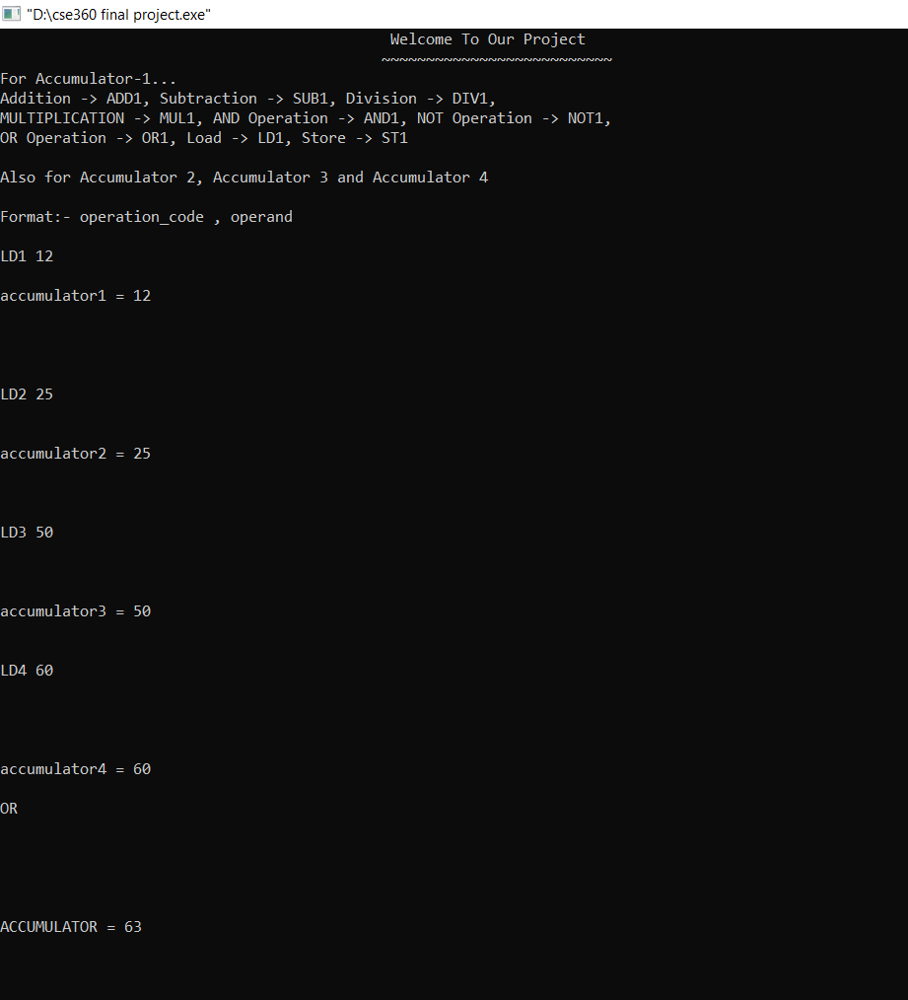 "D:\cse360 final project.exe"
Welcome To Our Project
~~~~~~~~~~~~~~~~~~~~~~~~~~
For Accumulator-1...
Addition -> ADD1, Subtraction -> SUB1, Division -> DIV1,
MULTIPLICATION -> MUL1, AND Operation -> AND1, NOT Operation -> NOT1,
OR Operation -> OR1, Load -> LD1, Store -> ST1
Also for Accumulator 2, Accumulator 3 and Accumulator 4
Format:- operation_code , operand
LD1 12
accumulator1 = 12
LD2 25
accumulator2 = 25
LD3 50
accumulator3 = 50
LD4 60
accumulator4 = 60
OR
ACCUMULATOR = 63